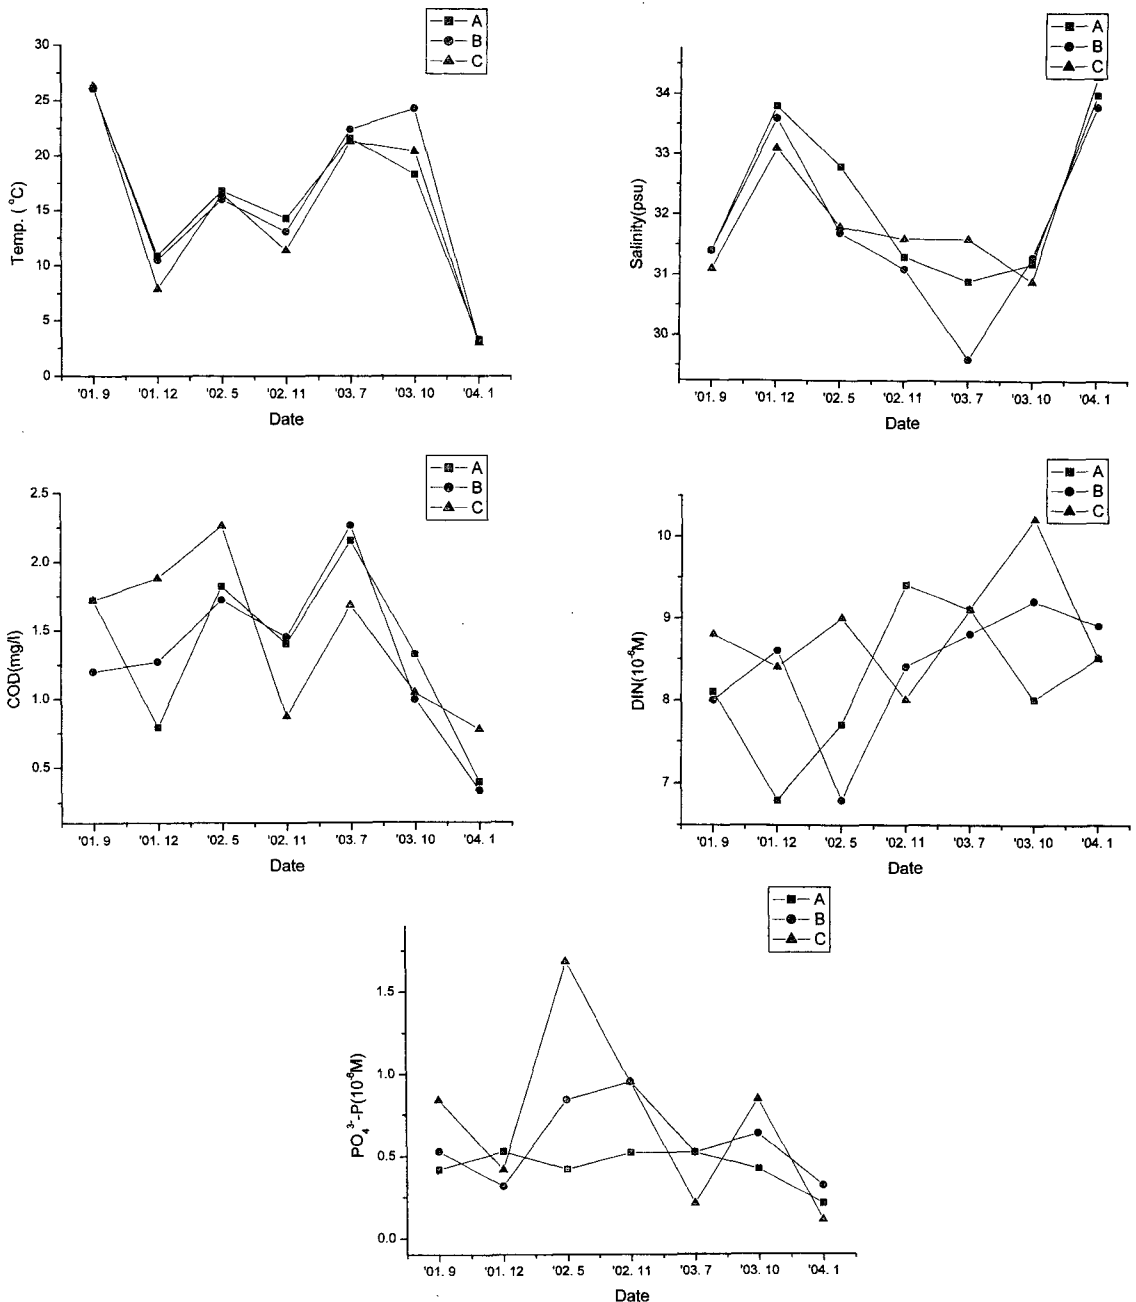 A
B
C
30
25
20
15
10
5
0
Temp. (°C)
'01. 9 '01. 12 '02. 5 '02. 11 '03. 7 '03. 10 '04. 1
Date
A
B
C
34
33
32
31
30
Salinity(psu)
'01. 9 '01. 12 '02. 5 '02. 11 '03. 7 '03. 10 '04. 1
Date
A
B
C
2.5
2.0
1.5
1.0
0.5
COD(mg/l)
'01. 9 '01. 12 '02. 5 '02. 11 '03. 7 '03. 10 '04. 1
Date
A
B
C
10
9
8
7
DIN(10⁻⁶M)
'01. 9 '01. 12 '02. 5 '02. 11 '03. 7 '03. 10 '04. 1
Date
A
B
C
1.5
1.0
0.5
0.0
PO₄³⁻-P(10⁻⁶M)
'01. 9 '01. 12 '02. 5 '02. 11 '03. 7 '03. 10 '04. 1
Date